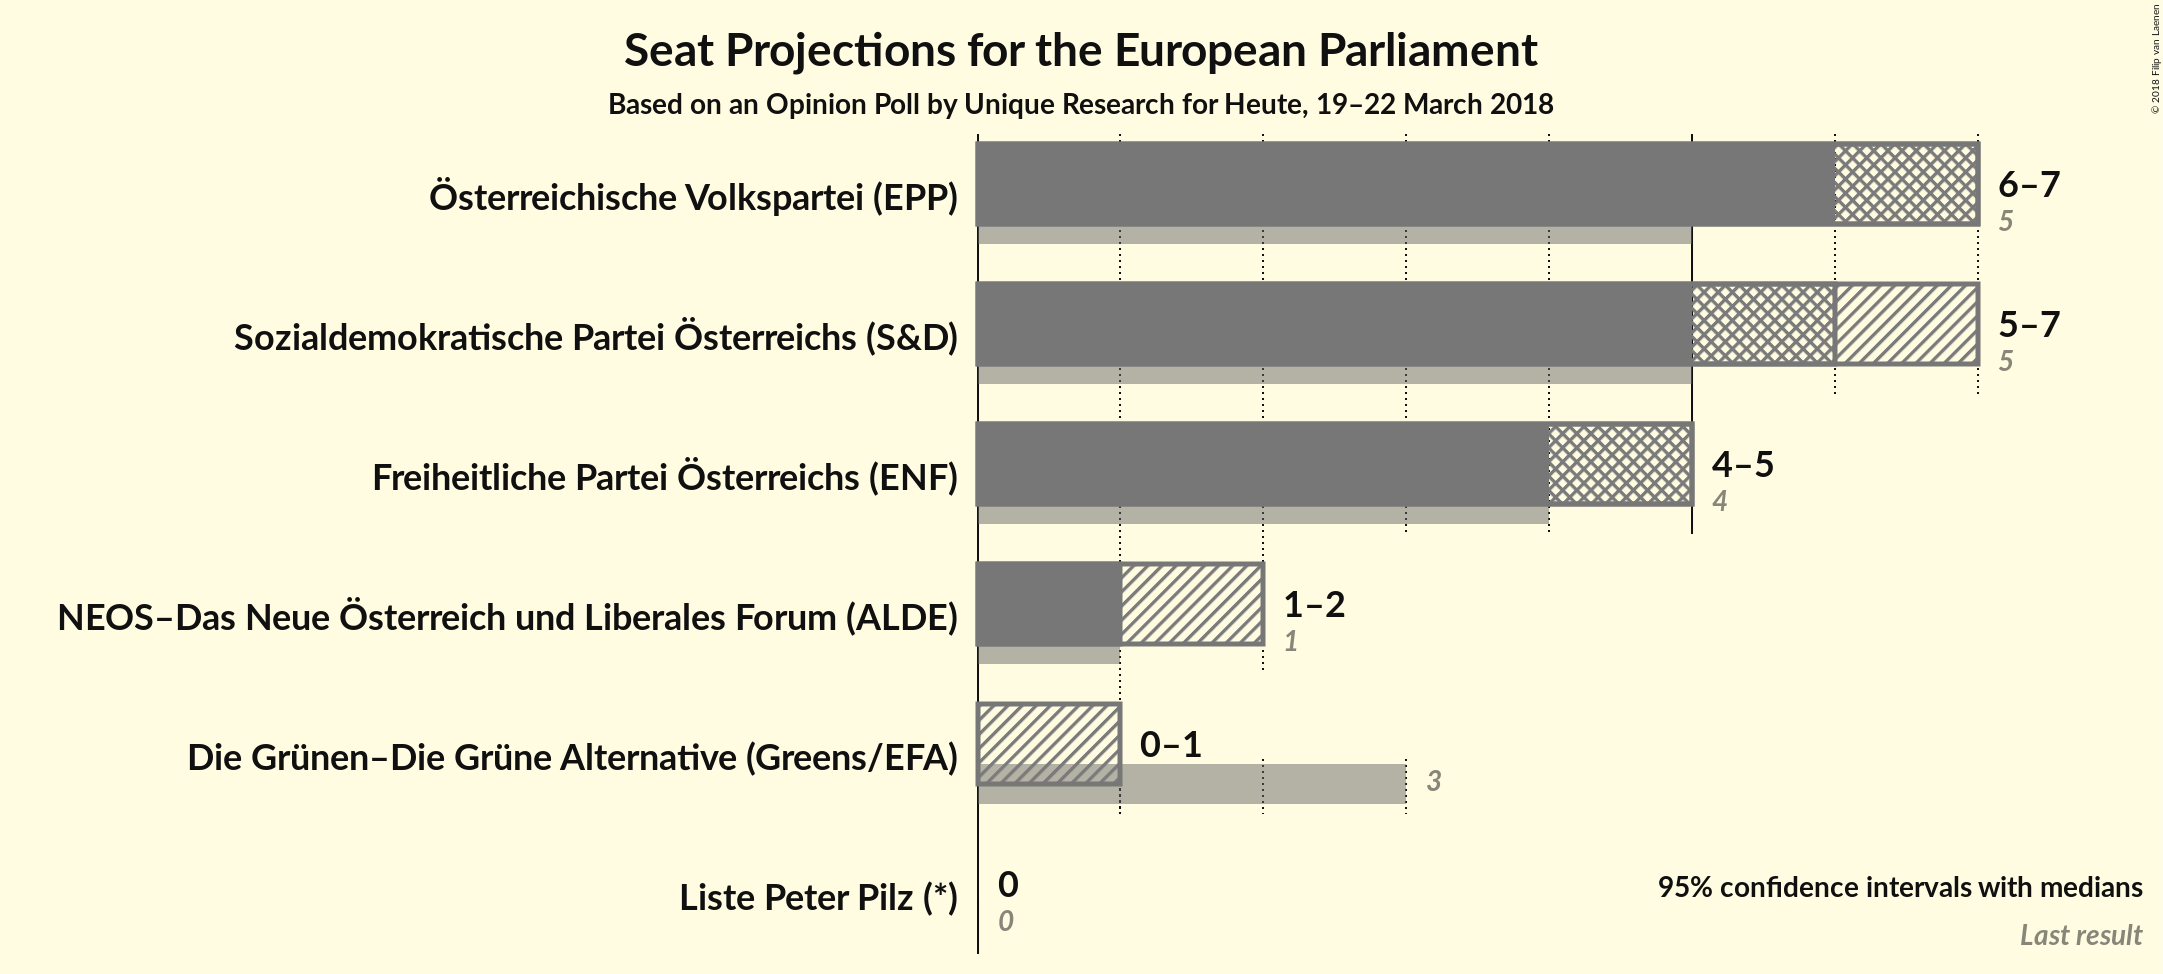 Seat Projections for the European Parliament
Based on an Opinion Poll by Unique Research for Heute, 19–22 March 2018
© 2018 Filip van Laenen
Österreichische Volkspartei (EPP)
6–7
5
Sozialdemokratische Partei Österreichs (S&D)
5–7
5
Freiheitliche Partei Österreichs (ENF)
4–5
4
NEOS–Das Neue Österreich und Liberales Forum (ALDE)
1–2
1
Die Grünen–Die Grüne Alternative (Greens/EFA)
0–1
3
Liste Peter Pilz (*)
0
0
95% confidence intervals with medians
Last result